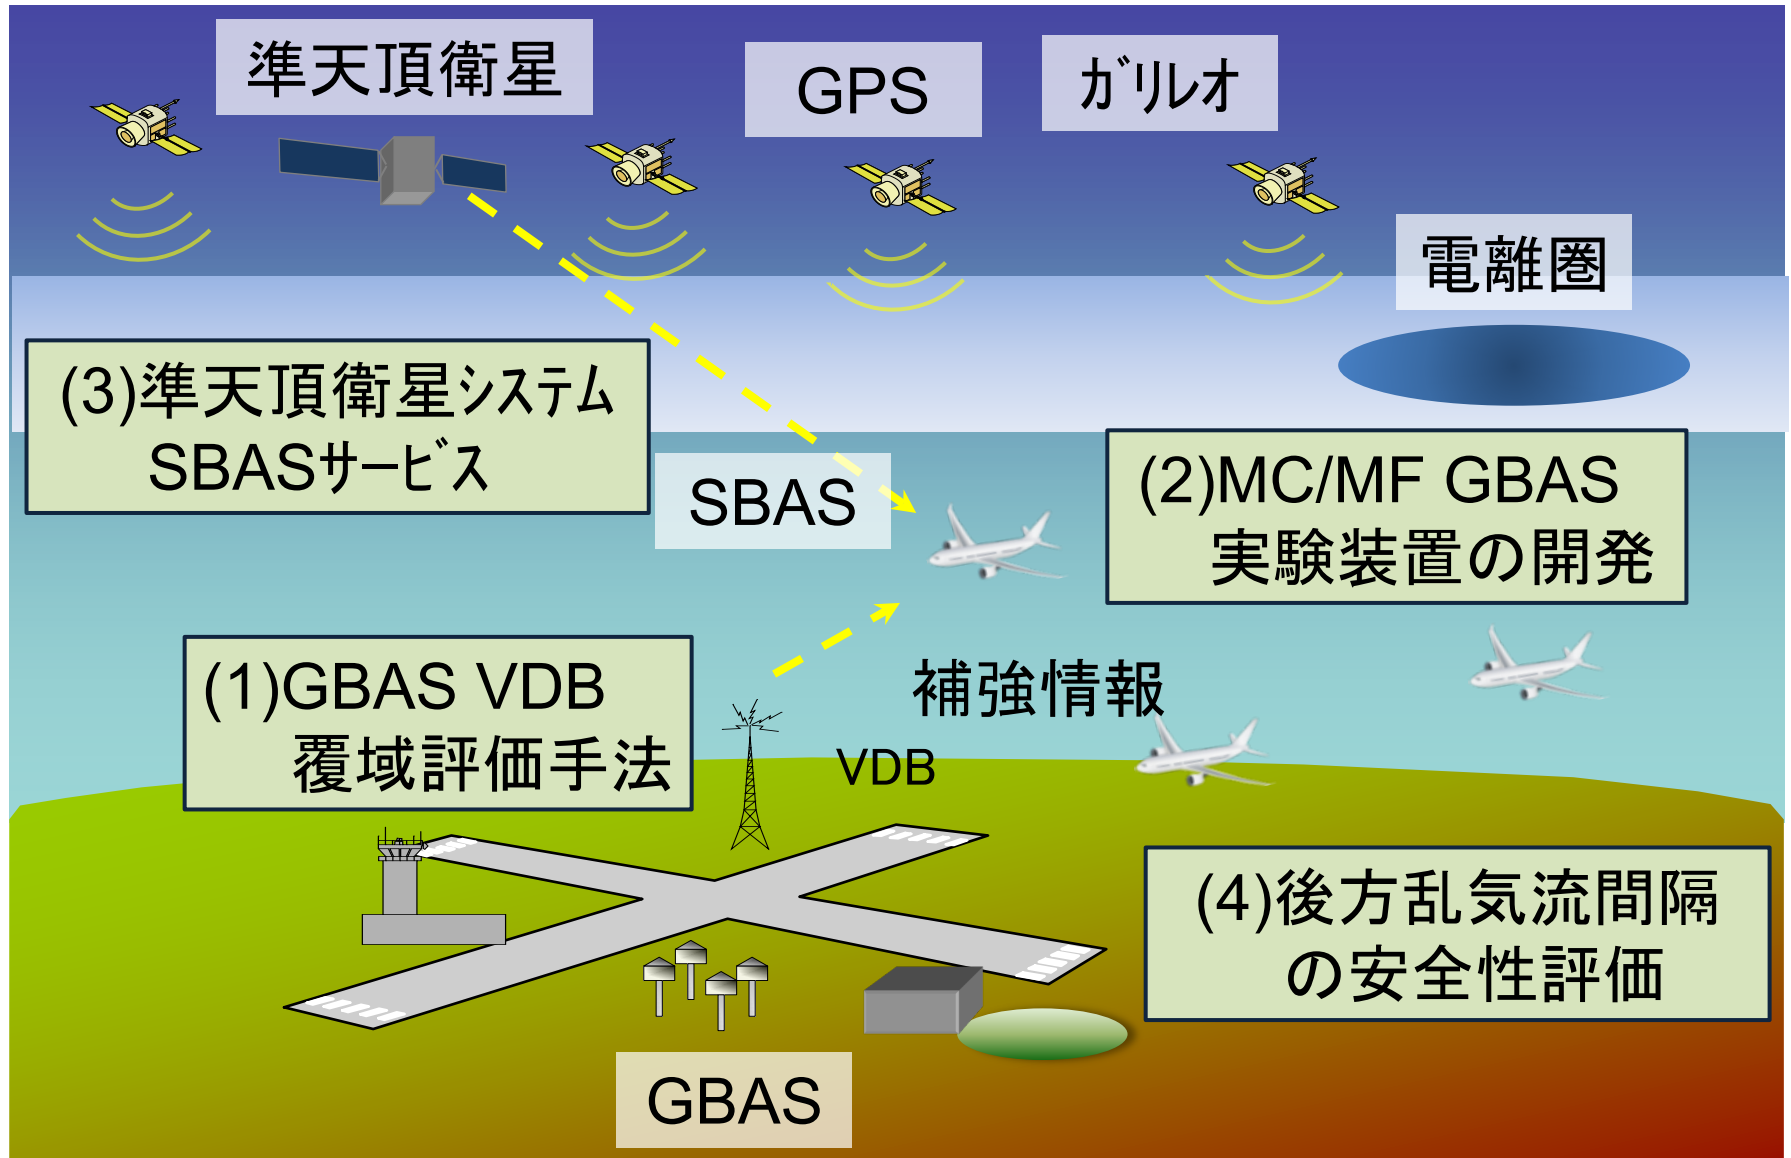 準天頂衛星
GPS
ガリレオ
電離圏
(3)準天頂衛星システム
SBASサービス
SBAS
(2)MC/MF GBAS
実験装置の開発
(1)GBAS VDB
覆域評価手法
補強情報
VDB
(4)後方乱気流間隔
の安全性評価
GBAS